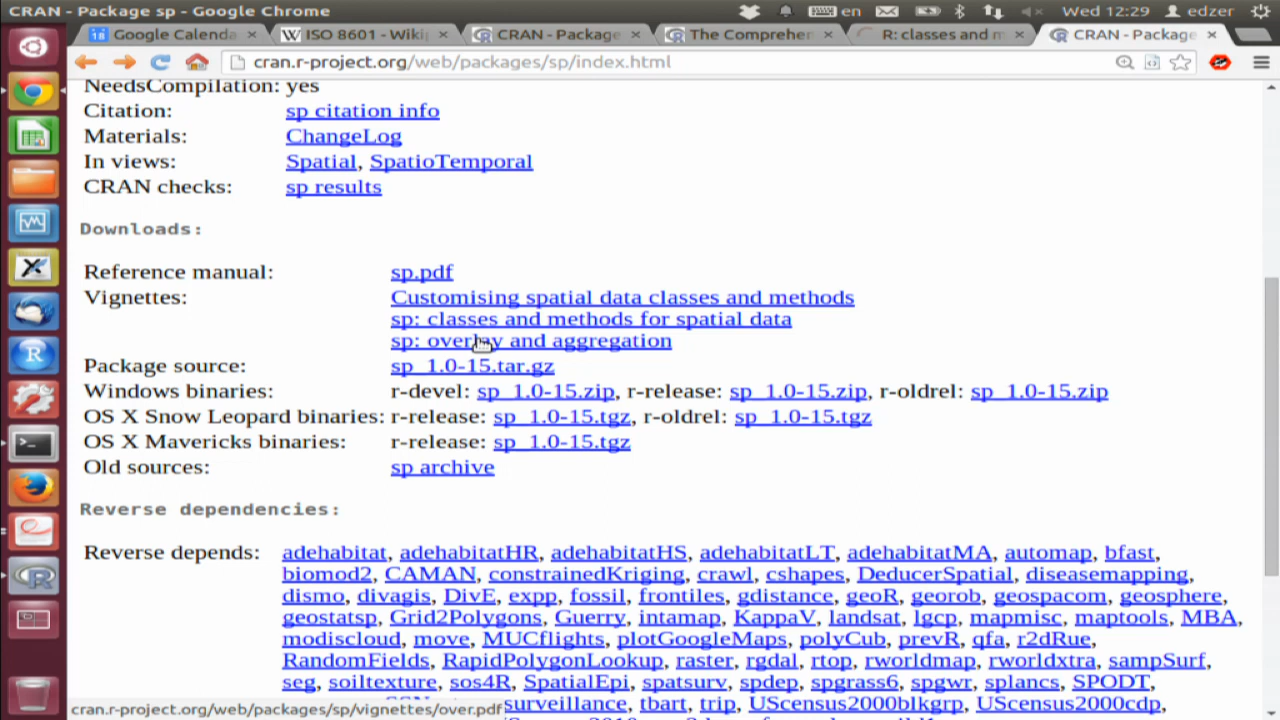 CRAN - Package sp - Google Chrome
en
Wed 12:29
edzer
18 Google Calenda
W ISO 8601 - Wiki
CRAN - Package
The Comprehen
R: classes and m
CRAN - Package
cran.r-project.org/web/packages/sp/index.html
NeedsCompilation: yes
Citation: sp citation info
Materials: ChangeLog
In views: Spatial, SpatioTemporal
CRAN checks: sp results
Downloads:
Reference manual: sp.pdf
Vignettes: Customising spatial data classes and methods
sp: classes and methods for spatial data
sp: overlay and aggregation
Package source: sp_1.0-15.tar.gz
Windows binaries: r-devel: sp_1.0-15.zip, r-release: sp_1.0-15.zip, r-oldrel: sp_1.0-15.zip
OS X Snow Leopard binaries: r-release: sp_1.0-15.tgz, r-oldrel: sp_1.0-15.tgz
OS X Mavericks binaries: r-release: sp_1.0-15.tgz
Old sources: sp archive
Reverse dependencies:
Reverse depends: adehabitat, adehabitatHR, adehabitatHS, adehabitatLT, adehabitatMA, automap, bfast,
biomod2, CAMAN, constrainedKriging, crawl, cshapes, DeducerSpatial, diseasemapping,
dismo, divagis, DivE, expp, fossil, frontiles, gdistance, geoR, georob, geospacom, geosphere,
geostatsp, Grid2Polygons, Guerry, intamap, KappaV, landsat, lgcp, mapmisc, maptools, MBA,
modiscloud, move, MUCflights, plotGoogleMaps, polyCub, prevR, qfa, r2dRue,
RandomFields, RapidPolygonLookup, raster, rgdal, rtop, rworldmap, rworldxtra, sampSurf,
seg, soiltexture, sos4R, SpatialEpi, spatsurv, spdep, spgrass6, spgwr, splancs, SPODT,
surveillance, tbart, trip, UScensus2000blkgrp, UScensus2000cdp,
cran.r-project.org/web/packages/sp/vignettes/over.pdf